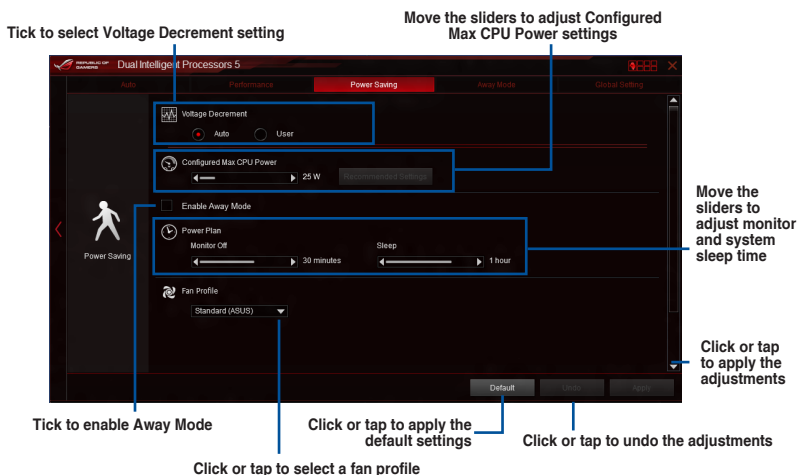 Move the sliders to adjust Configured
Max CPU Power settings
Tick to select Voltage Decrement setting
REPUBLIC OF
GAMERS
Dual Intelligent Processors 5
Auto
Performance
Power Saving
Away Mode
Global Setting
Voltage Decrement
Auto
User
Configured Max CPU Power
25 W
Recommended Settings
Enable Away Mode
Power Saving
Power Plan
Monitor Off
Sleep
30 minutes
1 hour
Fan Profile
Standard (ASUS)
Move the
sliders to
adjust monitor
and system
sleep time
Click or tap
to apply the
adjustments
Default
Undo
Apply
Tick to enable Away Mode
Click or tap to apply the
default settings
Click or tap to undo the adjustments
Click or tap to select a fan profile